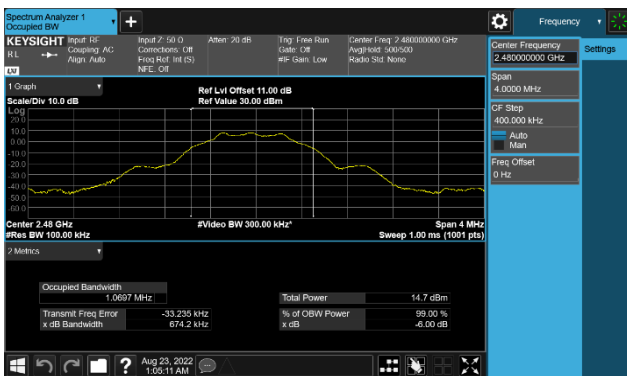 Spectrum Analyzer 1
Occupied BW
Frequency
KEYSIGHT
RL
Input: RF
Coupling: AC
Align: Auto
Input Z: 50 Ω
Corrections: Off
Freq Ref: Int (S)
NFE: Off
Atten: 20 dB
Trig: Free Run
Gate: Off
#IF Gain: Low
Center Freq: 2.480000000 GHz
Avg|Hold: 500/500
Radio Std: None
LXI
Center Frequency
2.480000000 GHz
Settings
Span
4.0000 MHz
CF Step
400.000 kHz
Auto
Man
Freq Offset
0 Hz
1 Graph
Scale/Div 10.0 dB
Ref Lvl Offset 11.00 dB
Ref Value 30.00 dBm
Log
20.0
10.0
0.00
-10.0
-20.0
-30.0
-40.0
-50.0
-60.0
Center 2.48 GHz
#Res BW 100.00 kHz
#Video BW 300.00 kHz*
Span 4 MHz
Sweep 1.00 ms (1001 pts)
2 Metrics
Occupied Bandwidth
1.0697 MHz
Total Power 14.7 dBm
Transmit Freq Error -33.235 kHz
% of OBW Power 99.00 %
x dB Bandwidth 674.2 kHz
x dB -6.00 dB
?
Aug 23, 2022
1:05:11 AM